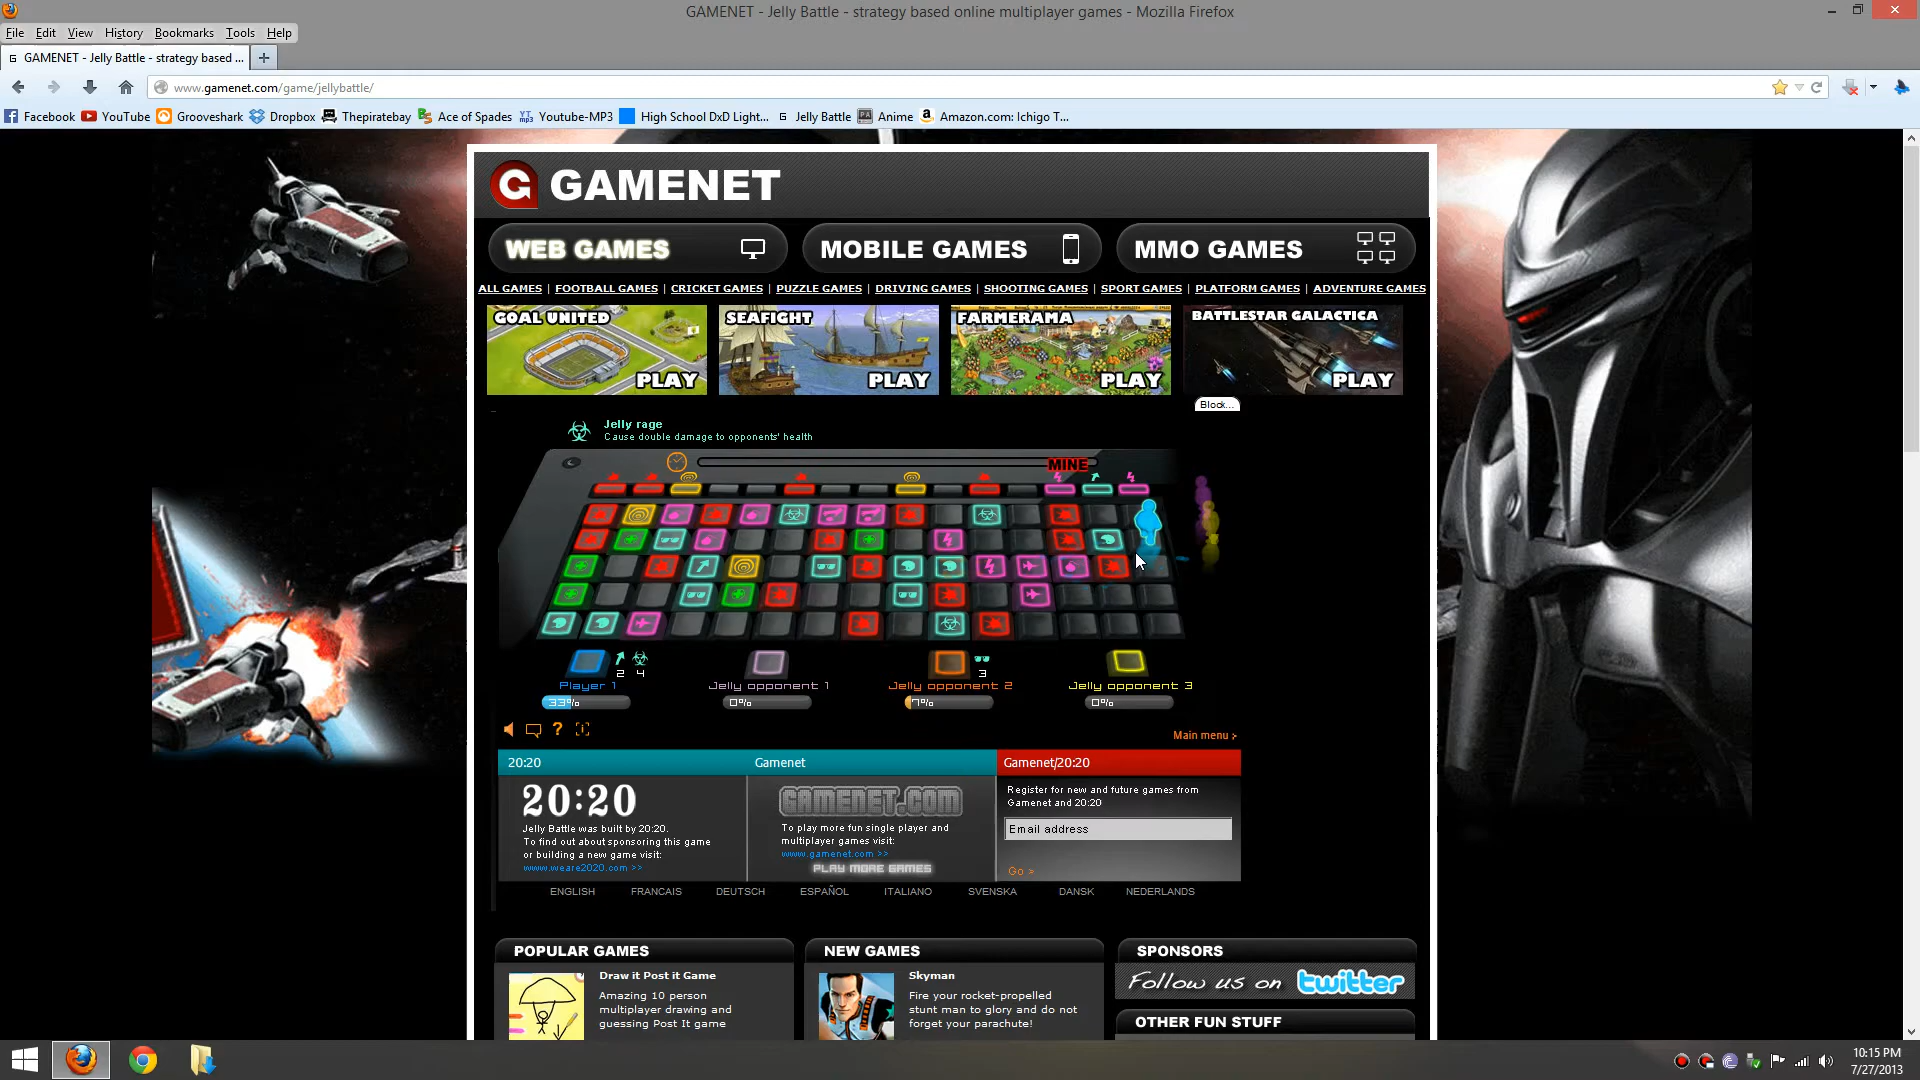 GAMENET - Jelly Battle - strategy based online multiplayer games - Mozilla Firefox
File Edit View History Bookmarks Tools Help
G GAMENET - Jelly Battle - strategy based ...
www.gamenet.com/game/jellybattle/
Facebook YouTube Grooveshark Dropbox Thepiratebay Ace of Spades Youtube-MP3 High School DxD Light... G Jelly Battle Anime Amazon.com: Ichigo T...
G GAMENET
WEB GAMES MOBILE GAMES MMO GAMES
ALL GAMES | FOOTBALL GAMES | CRICKET GAMES | PUZZLE GAMES | DRIVING GAMES | SHOOTING GAMES | SPORT GAMES | PLATFORM GAMES | ADVENTURE GAMES
GOAL UNITED SEAFIGHT FARMERAMA BATTLESTAR GALACTICA
PLAY PLAY PLAY PLAY
Block...
Jelly rage
Cause double damage to opponents' health
MINE
2 4 3
Player 1 Jelly opponent 1 Jelly opponent 2 Jelly opponent 3
33% 0% 7% 0%
?
Main menu >
20:20 Gamenet Gamenet/20:20
20:20
Jelly Battle was built by 20:20.
To find out about sponsoring this game
or building a new game visit:
www.weare2020.com >>
GAMENET.COM
To play more fun single player and
multiplayer games visit:
www.gamenet.com >>
PLAY MORE GAMES
Register for new and future games from
Gamenet and 20:20
Email address
Go »
ENGLISH FRANCAIS DEUTSCH ESPAÑOL ITALIANO SVENSKA DANSK NEDERLANDS
POPULAR GAMES
Draw it Post it Game
Amazing 10 person
multiplayer drawing and
guessing Post It game
NEW GAMES
Skyman
Fire your rocket-propelled
stunt man to glory and do not
forget your parachute!
SPONSORS
Follow us on twitter
OTHER FUN STUFF
10:15 PM
7/27/2013